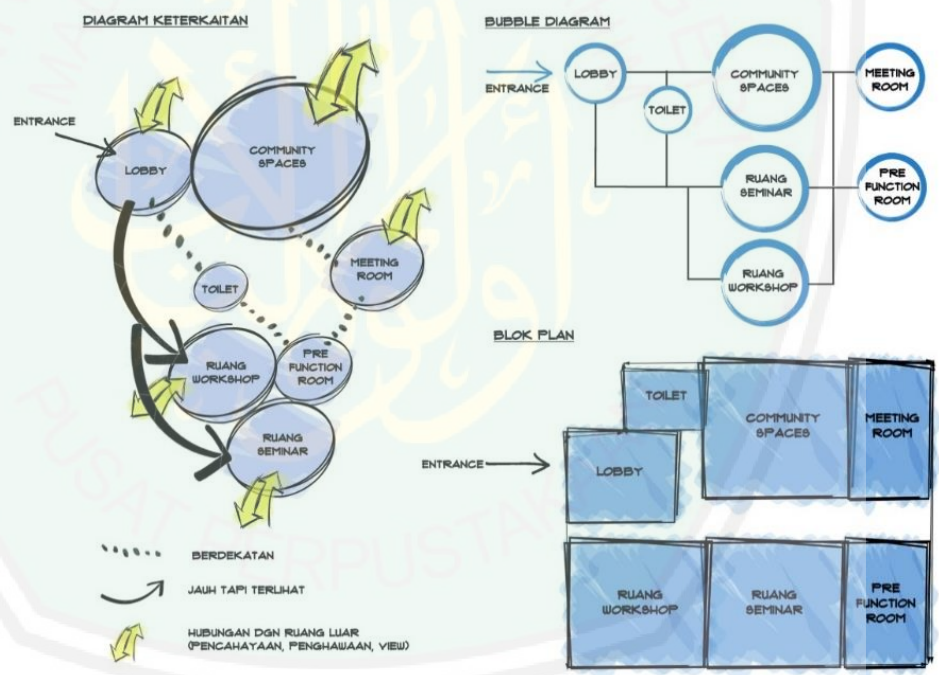 DIAGRAM KETERKAITAN
ENTRANCE
LOBBY
COMMUNITY
SPACES
TOILET
MEETING
ROOM
RUANG
WORKSHOP
PRE
FUNCTION
ROOM
RUANG
SEMINAR
BERDEKATAN
JAUH TAPI TERLIHAT
HUBUNGAN DGN RUANG LUAR
(PENCAHAYAAN, PENGHAWAAN, VIEW)
BUBBLE DIAGRAM
ENTRANCE
LOBBY
TOILET
COMMUNITY
SPACES
MEETING
ROOM
RUANG
SEMINAR
PRE
FUNCTION
ROOM
RUANG
WORKSHOP
BLOK PLAN
ENTRANCE
TOILET
LOBBY
COMMUNITY
SPACES
MEETING
ROOM
RUANG
WORKSHOP
RUANG
SEMINAR
PRE
FUNCTION
ROOM
PUSAT PERPUSTAKA